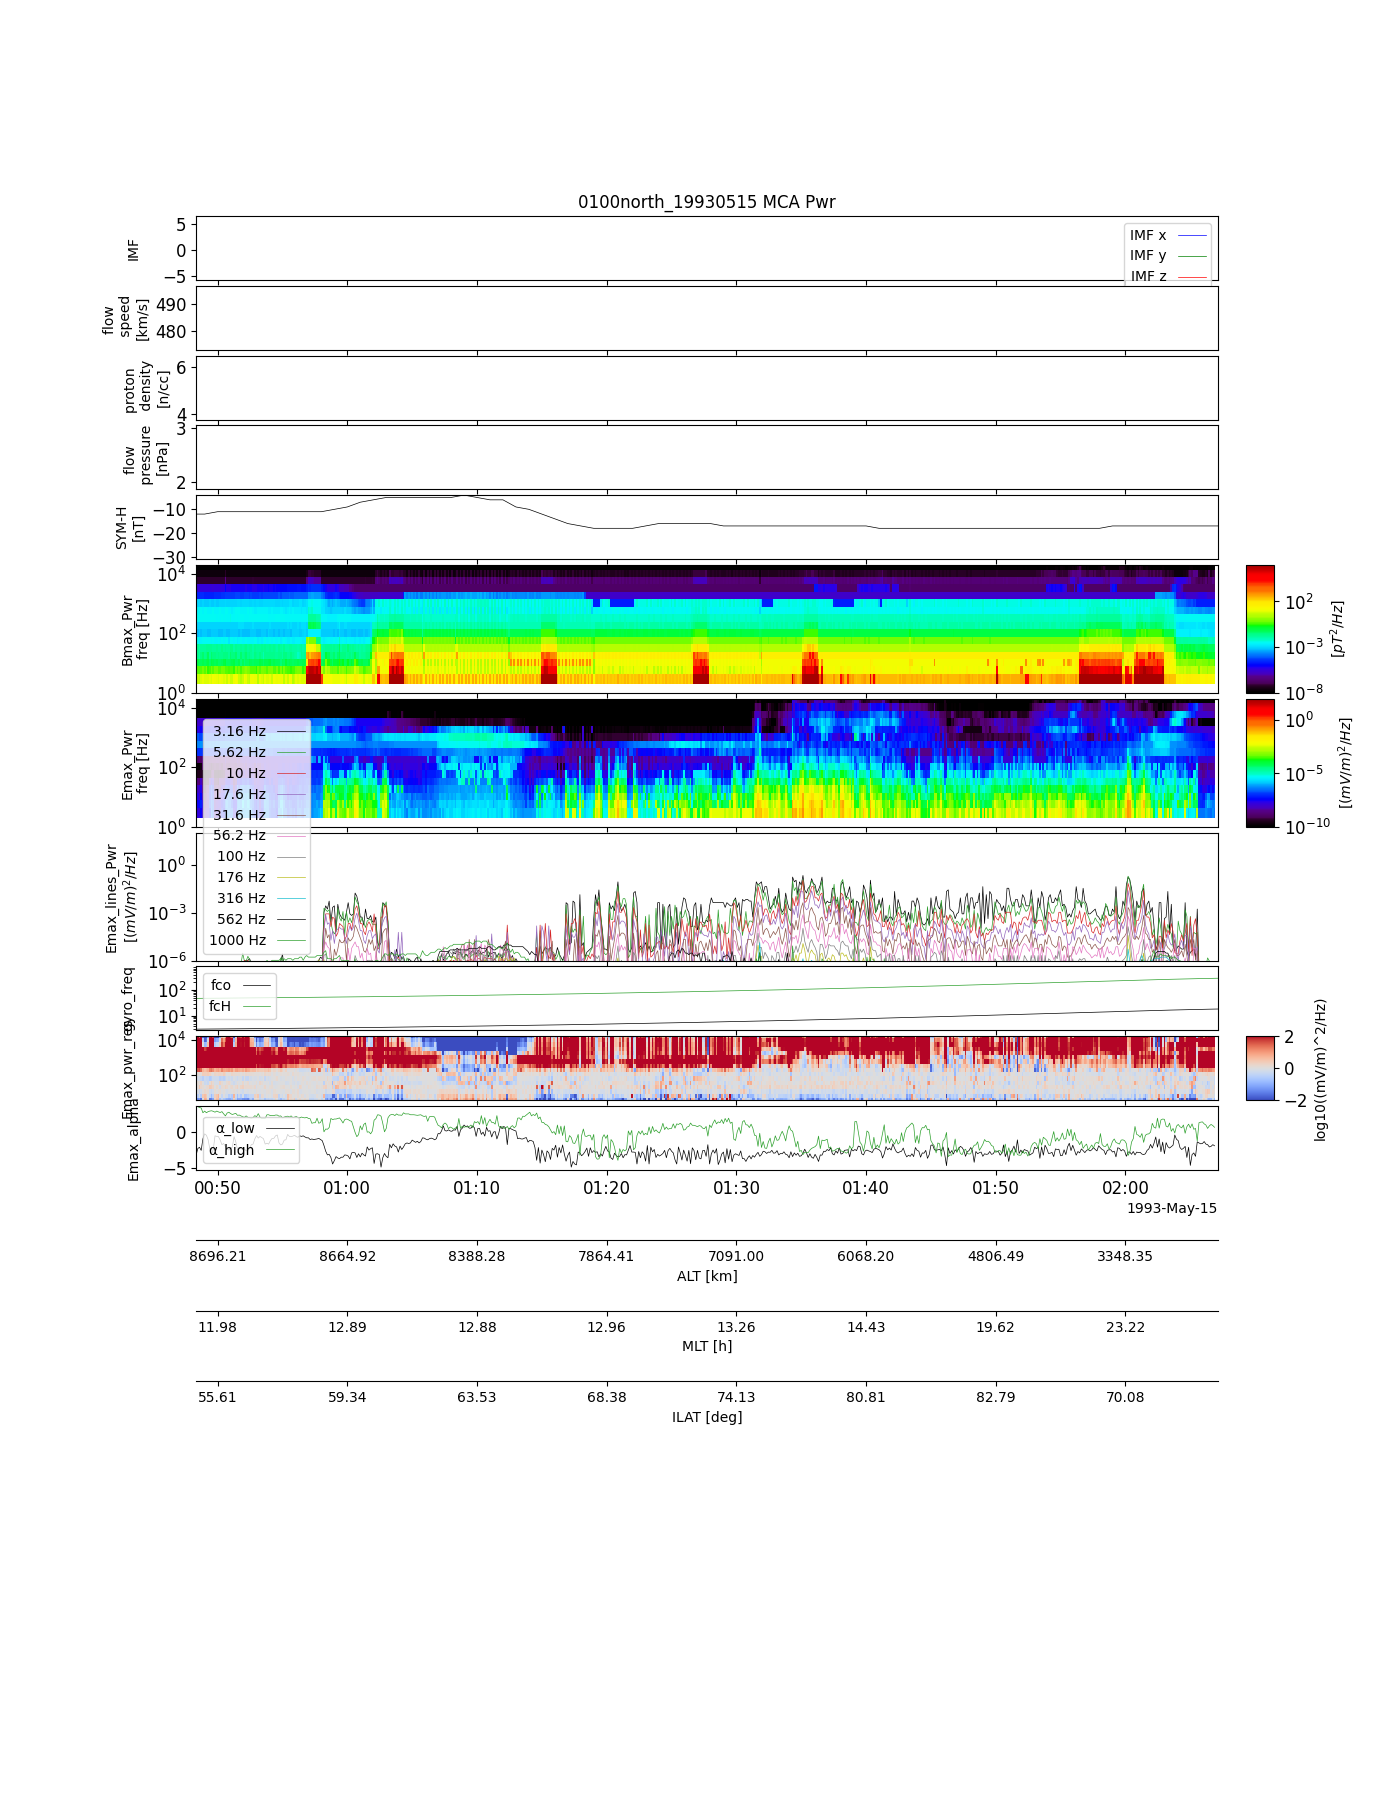 0100north_19930515 MCA Pwr
5
0
−5
IMF
IMF x
IMF y
IMF z
490
480
flow
speed
[km/s]
6
4
proton
density
[n/cc]
3
2
flow
pressure
[nPa]
−10
−20
−30
SYM-H
[nT]
10^4
10^2
10^0
Bmax_Pwr
freq [Hz]
10^2
10^−3
10^−8
[pT^2/Hz]
10^4
10^2
10^0
Emax_Pwr
freq [Hz]
10^0
10^−5
10^−10
[(mV/m)^2/Hz]
3.16 Hz
5.62 Hz
10 Hz
17.6 Hz
31.6 Hz
56.2 Hz
100 Hz
176 Hz
316 Hz
562 Hz
1000 Hz
10^0
10^−3
10^−6
Emax_lines_Pwr
[(mV/m)^2/Hz]
10^2
10^1
gyro_freq
fco
fcH
10^4
10^2
Emax_pwr_reg
2
0
−2
log10((mV/m)^2/Hz)
0
−5
Emax_alpha
α_low
α_high
00:50 01:00 01:10 01:20 01:30 01:40 01:50 02:00
1993-May-15
8696.21 8664.92 8388.28 7864.41 7091.00 6068.20 4806.49 3348.35
ALT [km]
11.98 12.89 12.88 12.96 13.26 14.43 19.62 23.22
MLT [h]
55.61 59.34 63.53 68.38 74.13 80.81 82.79 70.08
ILAT [deg]